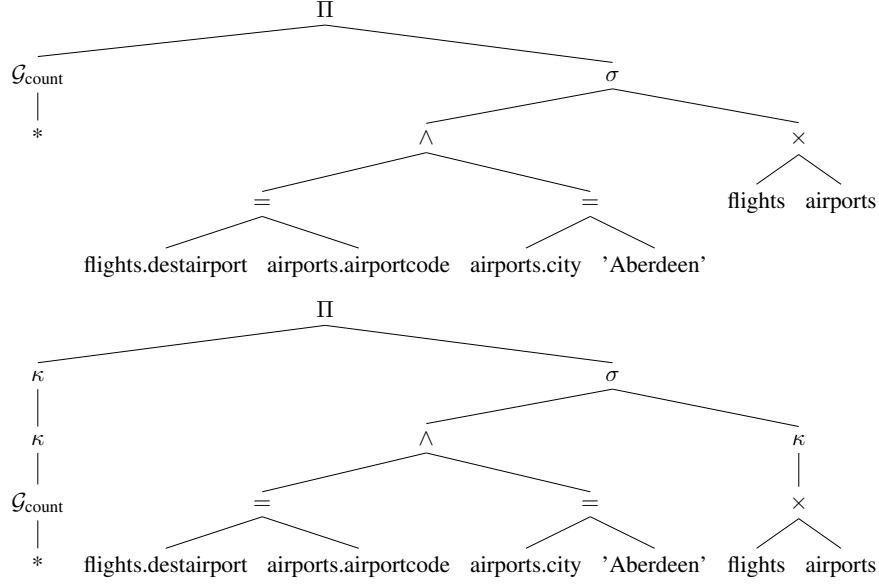 Π
𝒢count σ
* ∧ ×
= = flights airports
flights.destairport airports.airportcode airports.city ’Aberdeen’
Π
κ σ
κ ∧ κ
𝒢count = = ×
* flights.destairport airports.airportcode airports.city ’Aberdeen’ flights airports